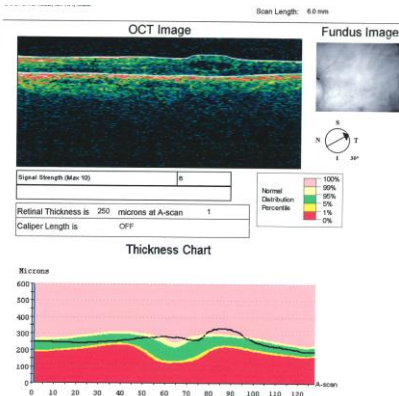 Scan Length: 6.0 mm
OCT Image
Fundus Image
S
N T
I 30°
Signal Strength (Max 10)
Normal
Distribution
Percentile
100%
99%
95%
5%
1%
0%
Retinal Thickness is 250 microns at A-scan 1
Caliper Length is OFF
Thickness Chart
Microns
600
500
400
300
200
100
0
0 10 20 30 40 50 60 70 80 90 100 110 120
A-scan